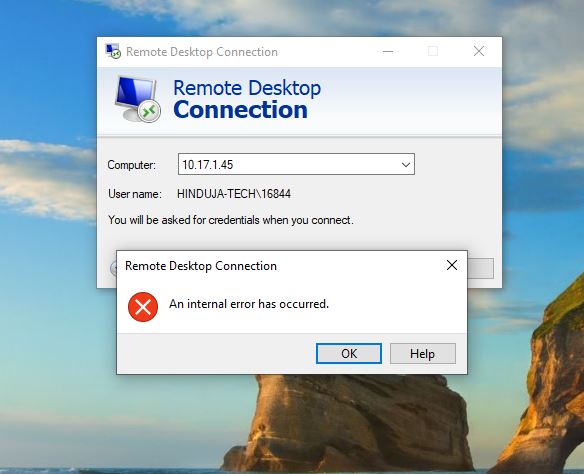 Remote Desktop Connection
Remote Desktop
Connection
Computer:
10.17.1.45
User name:
HINDUJA-TECH\16844
You will be asked for credentials when you connect.
Remote Desktop Connection
An internal error has occurred.
OK
Help